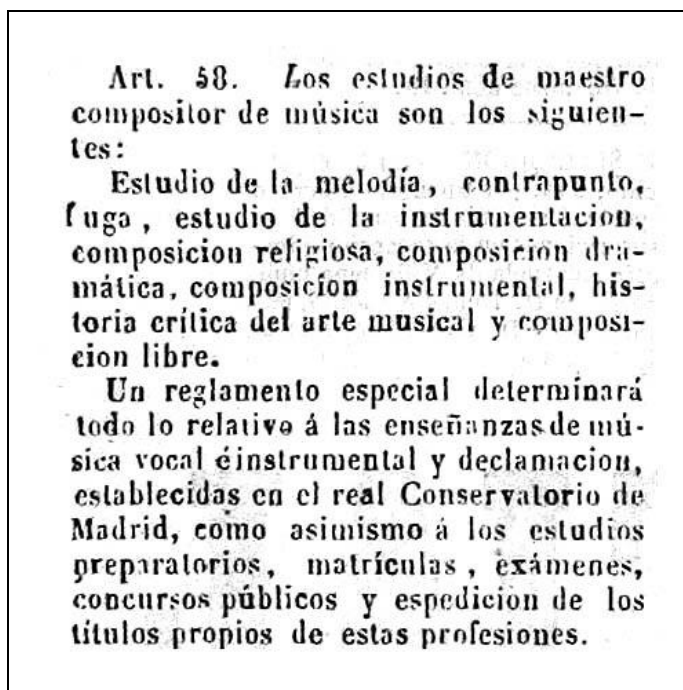 Art. 58. Los estudios de maestro
compositor de música son los siguien-
tes:
Estudio de la melodía, contrapunto,
fuga, estudio de la instrumentacion,
composicion religiosa, composicion dra-
mática, composicíon instrumental, his-
toria crítica del arte musical y composi-
cion libre.
Un reglamento especial determinará
todo lo relativo á las enseñanzas de mú-
sica vocal é instrumental y declamacion,
establecidas en el real Conservatorio de
Madrid, como asimismo á los estudios
preparatorios, matrículas, exámenes,
concursos públicos y espedicion de los
títulos propios de estas profesiones.